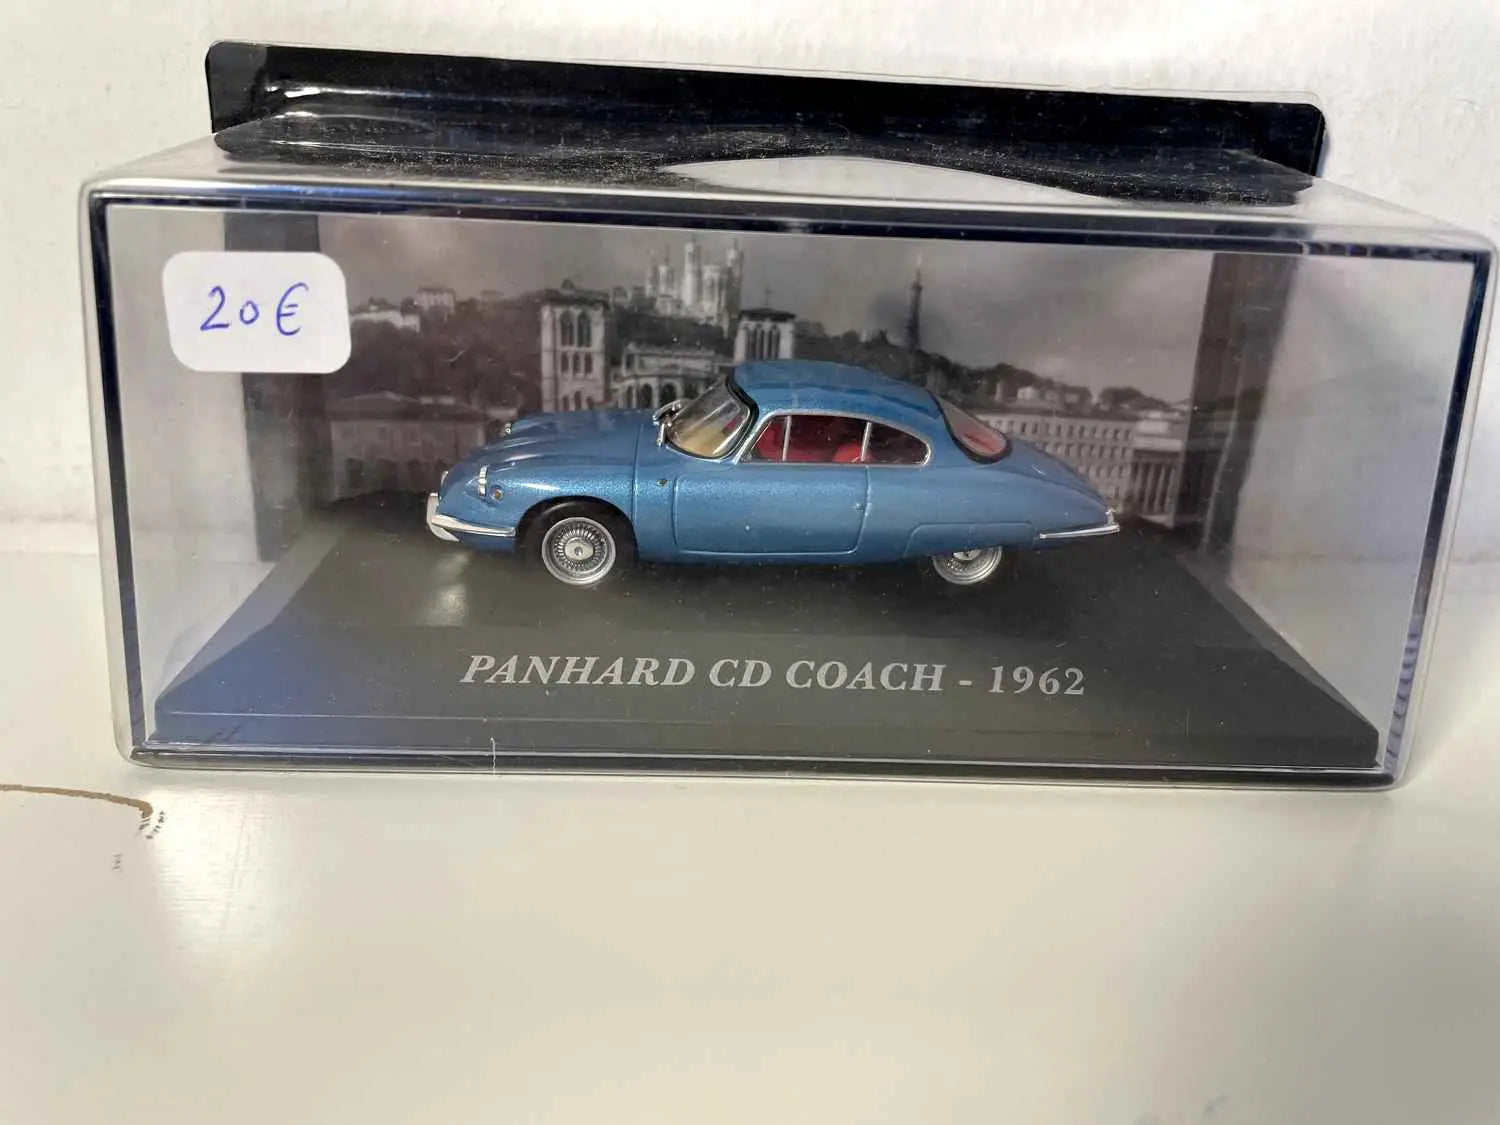 20€
PANHARD CD COACH - 1962